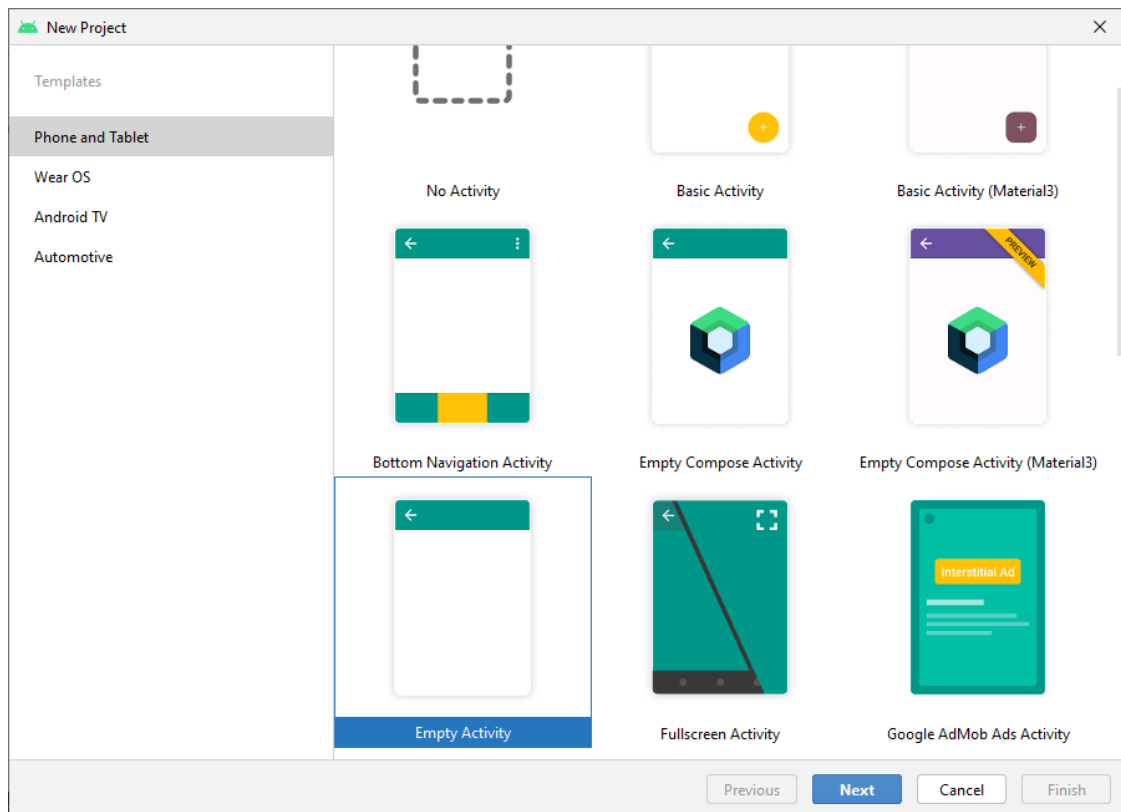 New Project
Templates
Phone and Tablet
Wear OS
Android TV
Automotive
No Activity
Basic Activity
Basic Activity (Material3)
PREVIEW
Bottom Navigation Activity
Empty Compose Activity
Empty Compose Activity (Material3)
Interstitial Ad
Empty Activity
Fullscreen Activity
Google AdMob Ads Activity
Previous
Next
Cancel
Finish